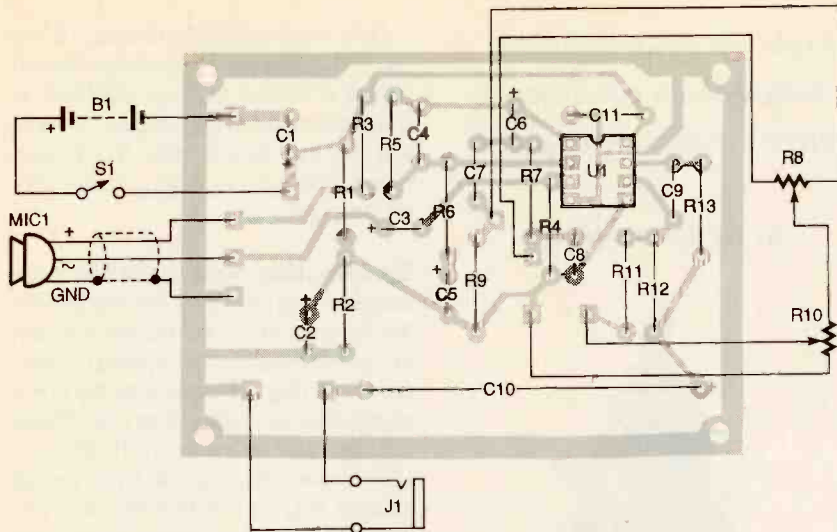 B1
+
S1
MIC1
+
~
GND
C1
R3
R5
C4
+
C6
C11
U1
R1
C7
R7
R8
+
C3
R6
R4
C9
R13
+
C5
R9
C8
R11
R12
+
C2
R2
R10
C10
+
J1